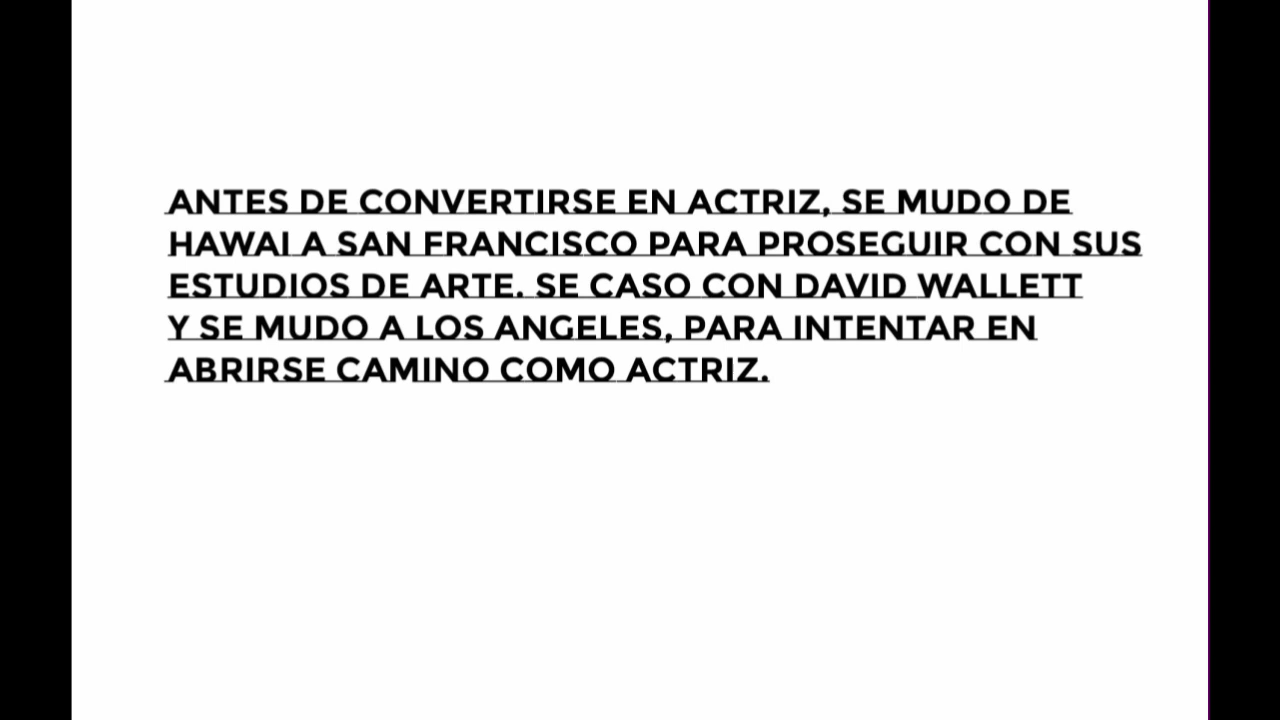 ANTES DE CONVERTIRSE EN ACTRIZ, SE MUDO DE
HAWAI A SAN FRANCISCO PARA PROSEGUIR CON SUS
ESTUDIOS DE ARTE. SE CASO CON DAVID WALLETT
Y SE MUDO A LOS ANGELES, PARA INTENTAR EN
ABRIRSE CAMINO COMO ACTRIZ.